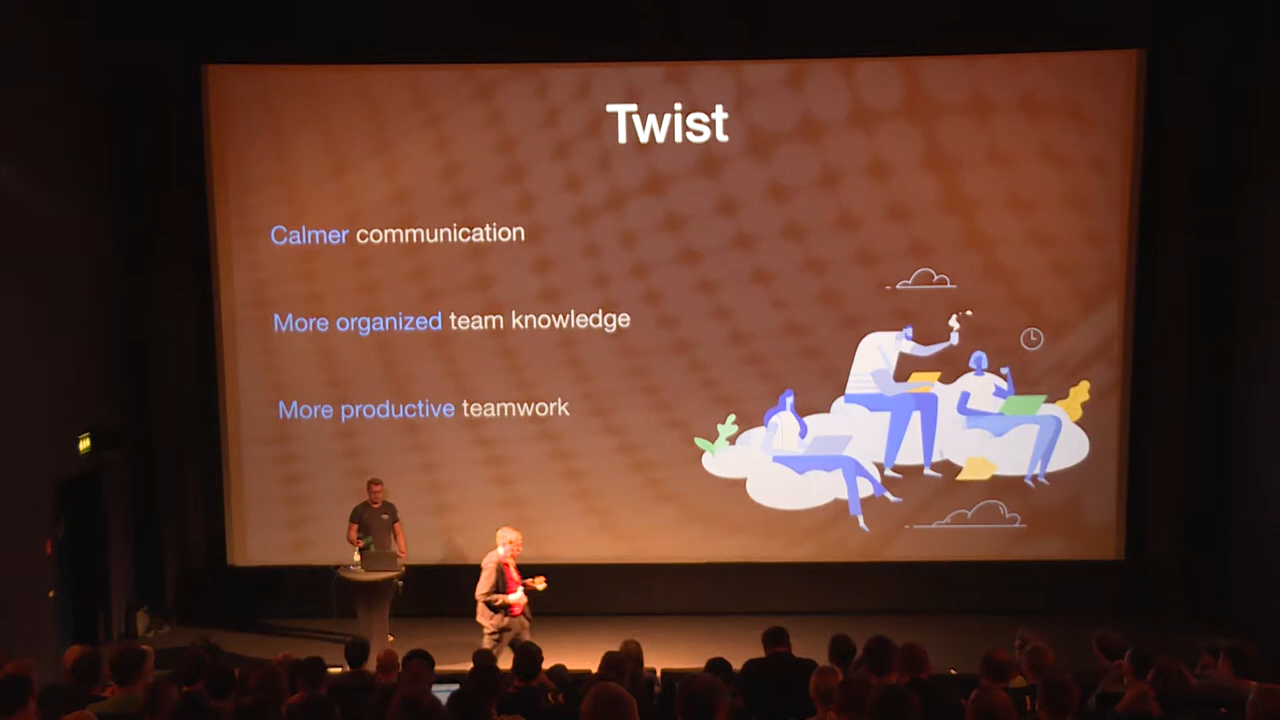 Twist
Calmer communication
More organized team knowledge
More productive teamwork